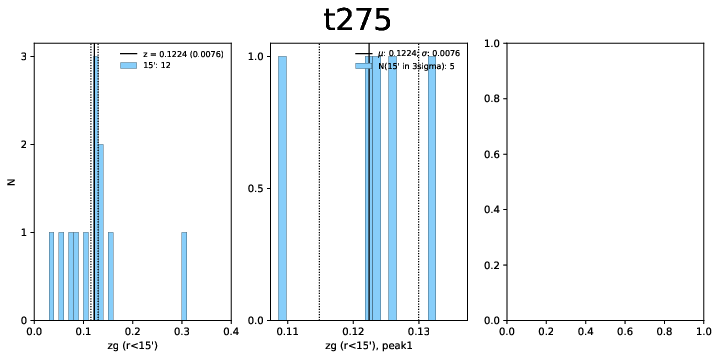 t275
z = 0.1224 (0.0076)
15': 12
3
2
1
0
N
0.0 0.1 0.2 0.3 0.4
zg (r<15')
μ: 0.1224, σ: 0.0076
N(15' in 3sigma): 5
1.0
0.5
0.0
0.11 0.12 0.13
zg (r<15'), peak1
1.0
0.8
0.6
0.4
0.2
0.0
0.0 0.2 0.4 0.6 0.8 1.0